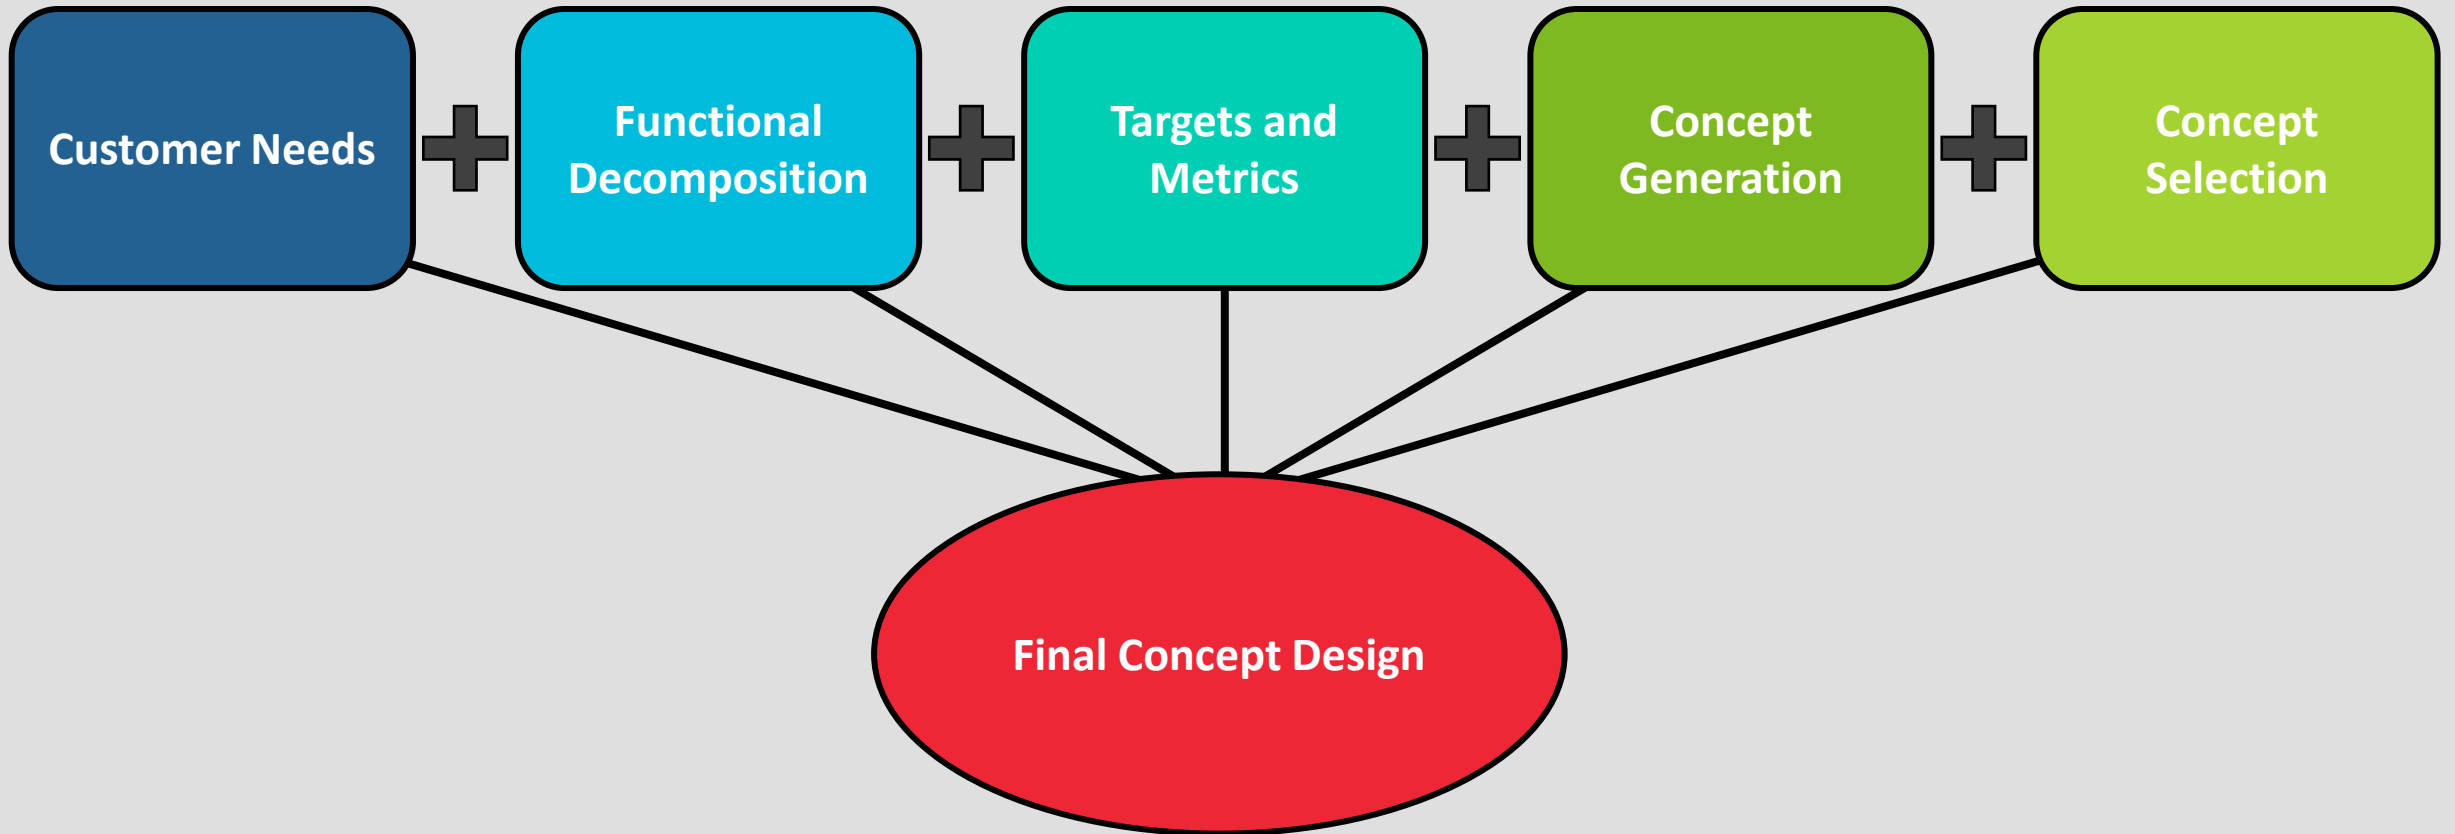 Customer Needs
Functional
Decomposition
Targets and
Metrics
Concept
Generation
Concept
Selection
Final Concept Design